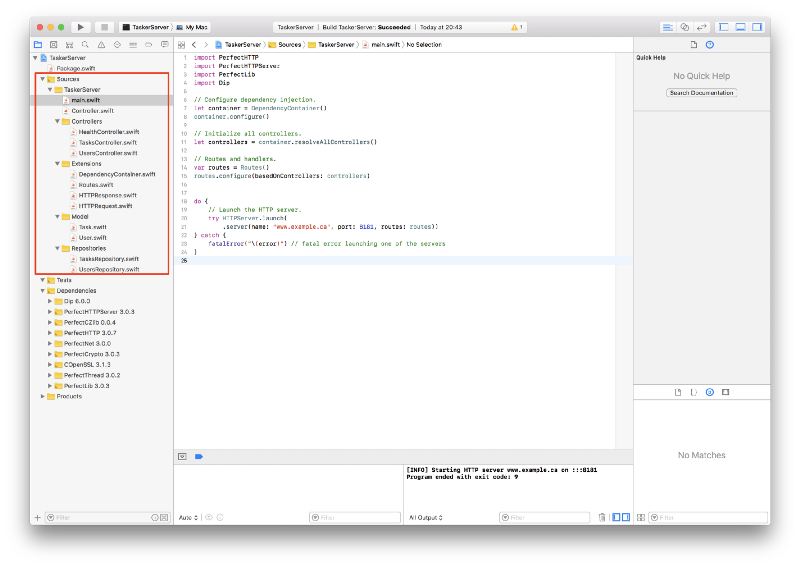 TaskerServer
My Mac
TaskerServer | Build TaskerServer: Succeeded | Today at 20:43
1
TaskerServer
Package.swift
Sources
TaskerServer
main.swift
Controller.swift
Controllers
HealthController.swift
TasksController.swift
UsersController.swift
Extensions
DependencyContainer.swift
Routes.swift
HTTPResponse.swift
HTTPRequest.swift
Model
Task.swift
User.swift
Repositories
TasksRepository.swift
UsersRepository.swift
Tests
Dependencies
Dip 6.0.0
PerfectHTTPServer 3.0.3
PerfectCZlib 0.0.4
PerfectHTTP 3.0.7
PerfectNet 3.0.0
PerfectCrypto 3.0.3
COpenSSL 3.1.3
PerfectThread 3.0.2
PerfectLib 3.0.3
Products
Filter
TaskerServer 〉 Sources 〉 TaskerServer 〉 main.swift 〉 No Selection
1 import PerfectHTTP
2 import PerfectHTTPServer
3 import PerfectLib
4 import Dip
5
6 // Configure dependency injection.
7 let container = DependencyContainer()
8 container.configure()
9
10 // Initialize all controllers.
11 let controllers = container.resolveAllControllers()
12
13 // Routes and handlers.
14 var routes = Routes()
15 routes.configure(basedOnControllers: controllers)
16
17
18 do {
19 // Launch the HTTP server.
20 try HTTPServer.launch(
21 .server(name: "www.example.ca", port: 8181, routes: routes))
22 } catch {
23 fatalError("\(error)") // fatal error launching one of the servers
24 }
25
Auto
Filter
[INFO] Starting HTTP server www.example.ca on :::8181
Program ended with exit code: 9
All Output
Filter
Quick Help
No Quick Help
Search Documentation
No Matches
Filter